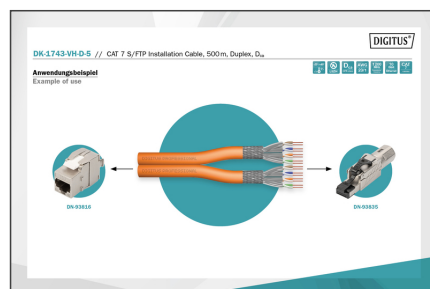 DIGITUS®
DK-1743-VH-D-5 // CAT 7 S/FTP Installation Cable, 500 m, Duplex, Dca
Anwendungsbeispiel
Example of use
DN-93816
DN-93835